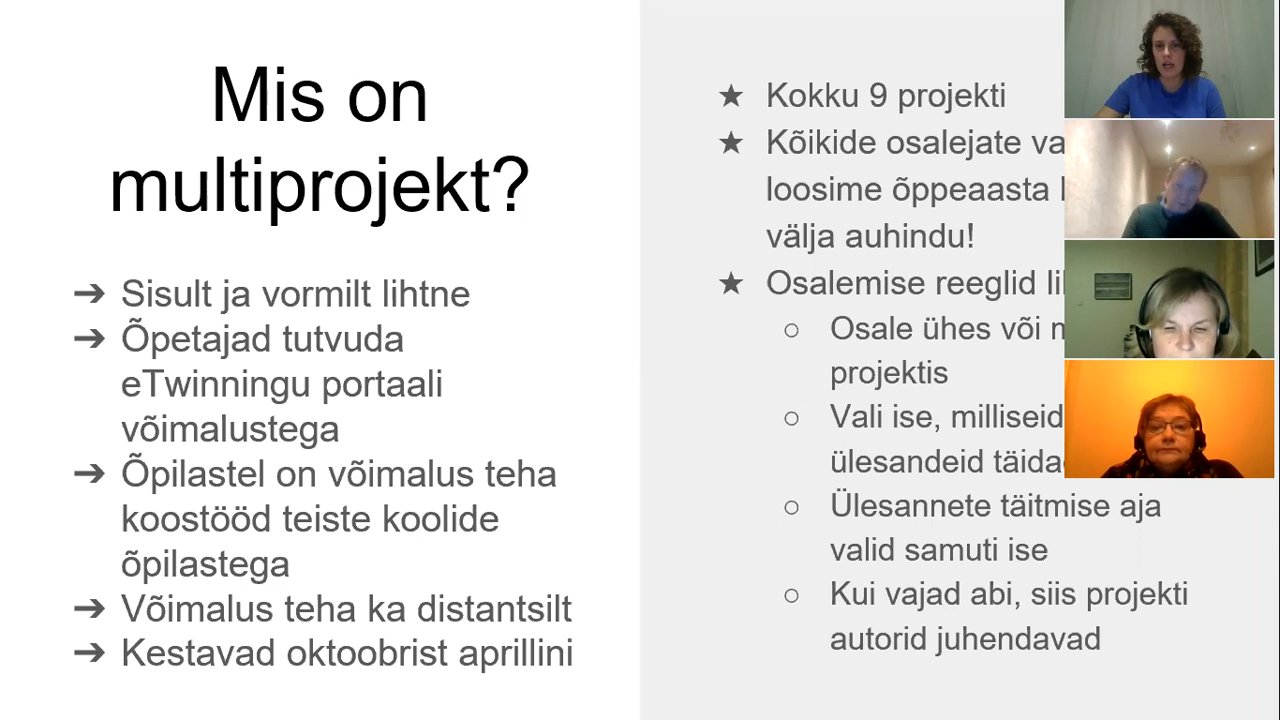 Mis on
multiprojekt?
➔ Sisult ja vormilt lihtne
➔ Õpetajad tutvuda
eTwinningu portaali
võimalustega
➔ Õpilastel on võimalus teha
koostööd teiste koolide
õpilastega
➔ Võimalus teha ka distantsilt
➔ Kestavad oktoobrist aprillini
★ Kokku 9 projekti
★ Kõikide osalejate
loosime õppeaasta
välja auhindu!
★ Osalemise reeglid
○ Osale ühes või
projektis
○ Vali ise, milliseid
ülesandeid
○ Ülesannete täitmise aja
valid samuti ise
○ Kui vajad abi, siis projekti
autorid juhendavad